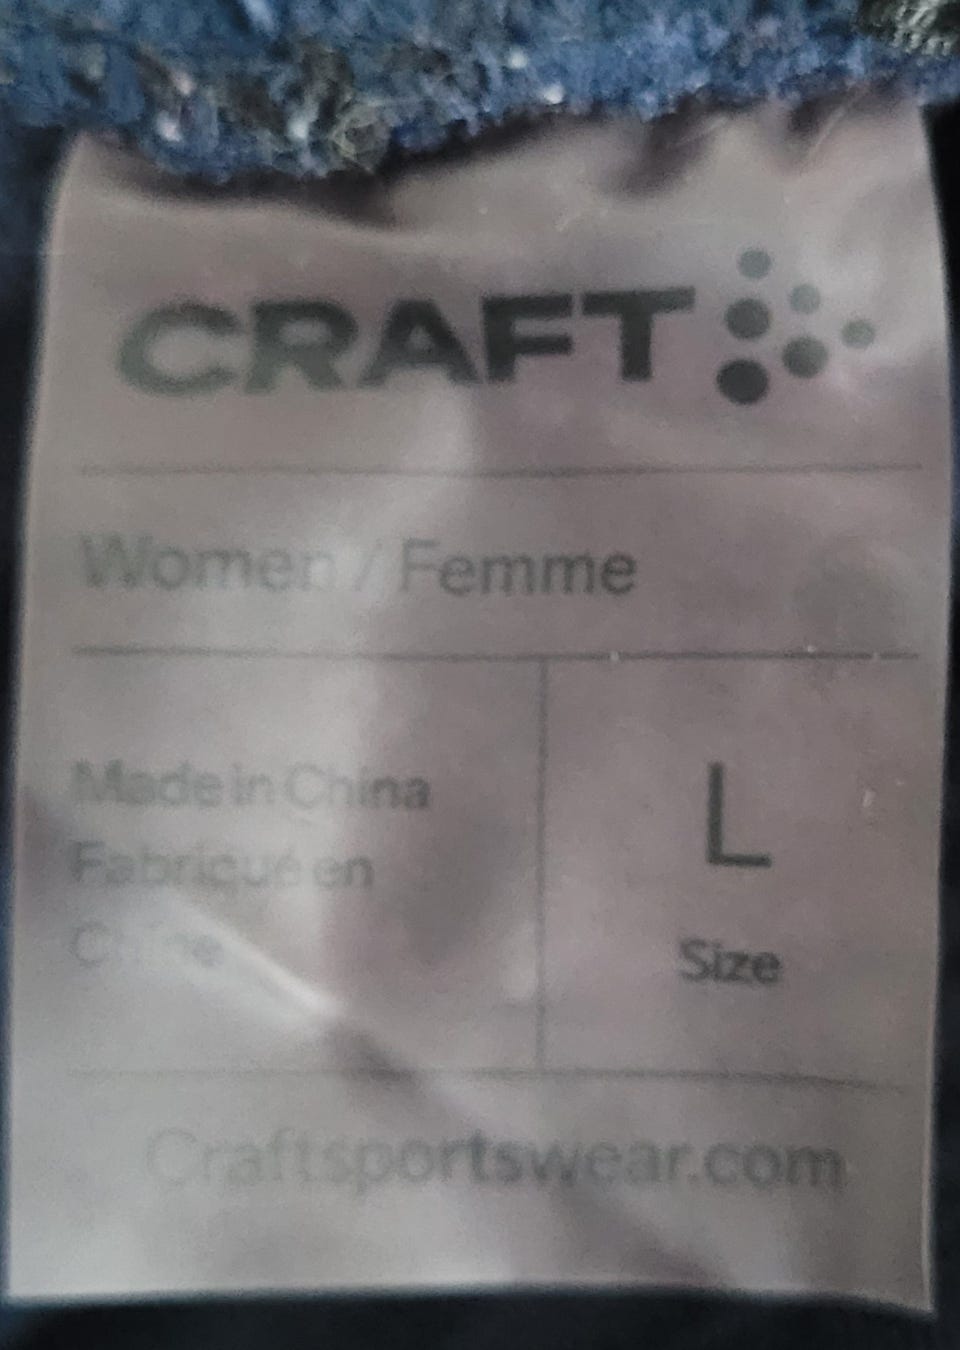 CRAFT
Women / Femme
Made in China
Fabriqué en
Chine
L
Size
Craftsportswear.com